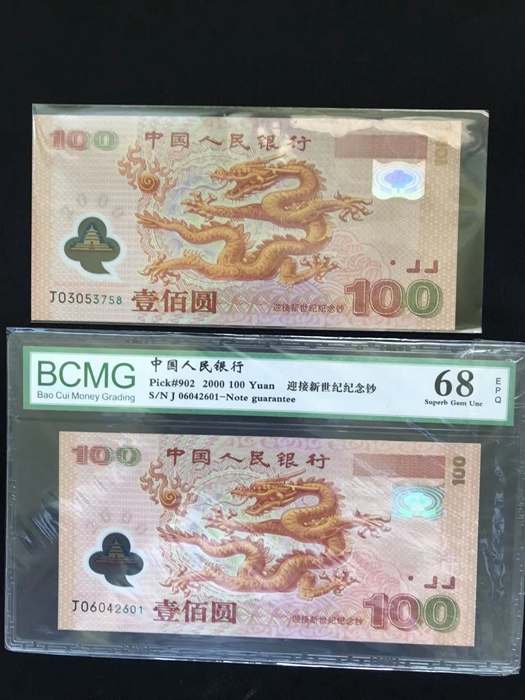 100 中国人民银行
100
2000
J03053758
壹佰圆
迎接新世纪纪念钞
100
BCMG
Bao Cui Money Grading
中国人民银行
Pick#902 2000 100 Yuan 迎接新世纪纪念钞
S/N J 06042601-Note guarantee
68
EPQ
Superb Gem Unc
100 中国人民银行
100
2000
J06042601
壹佰圆
迎接新世纪纪念钞
100